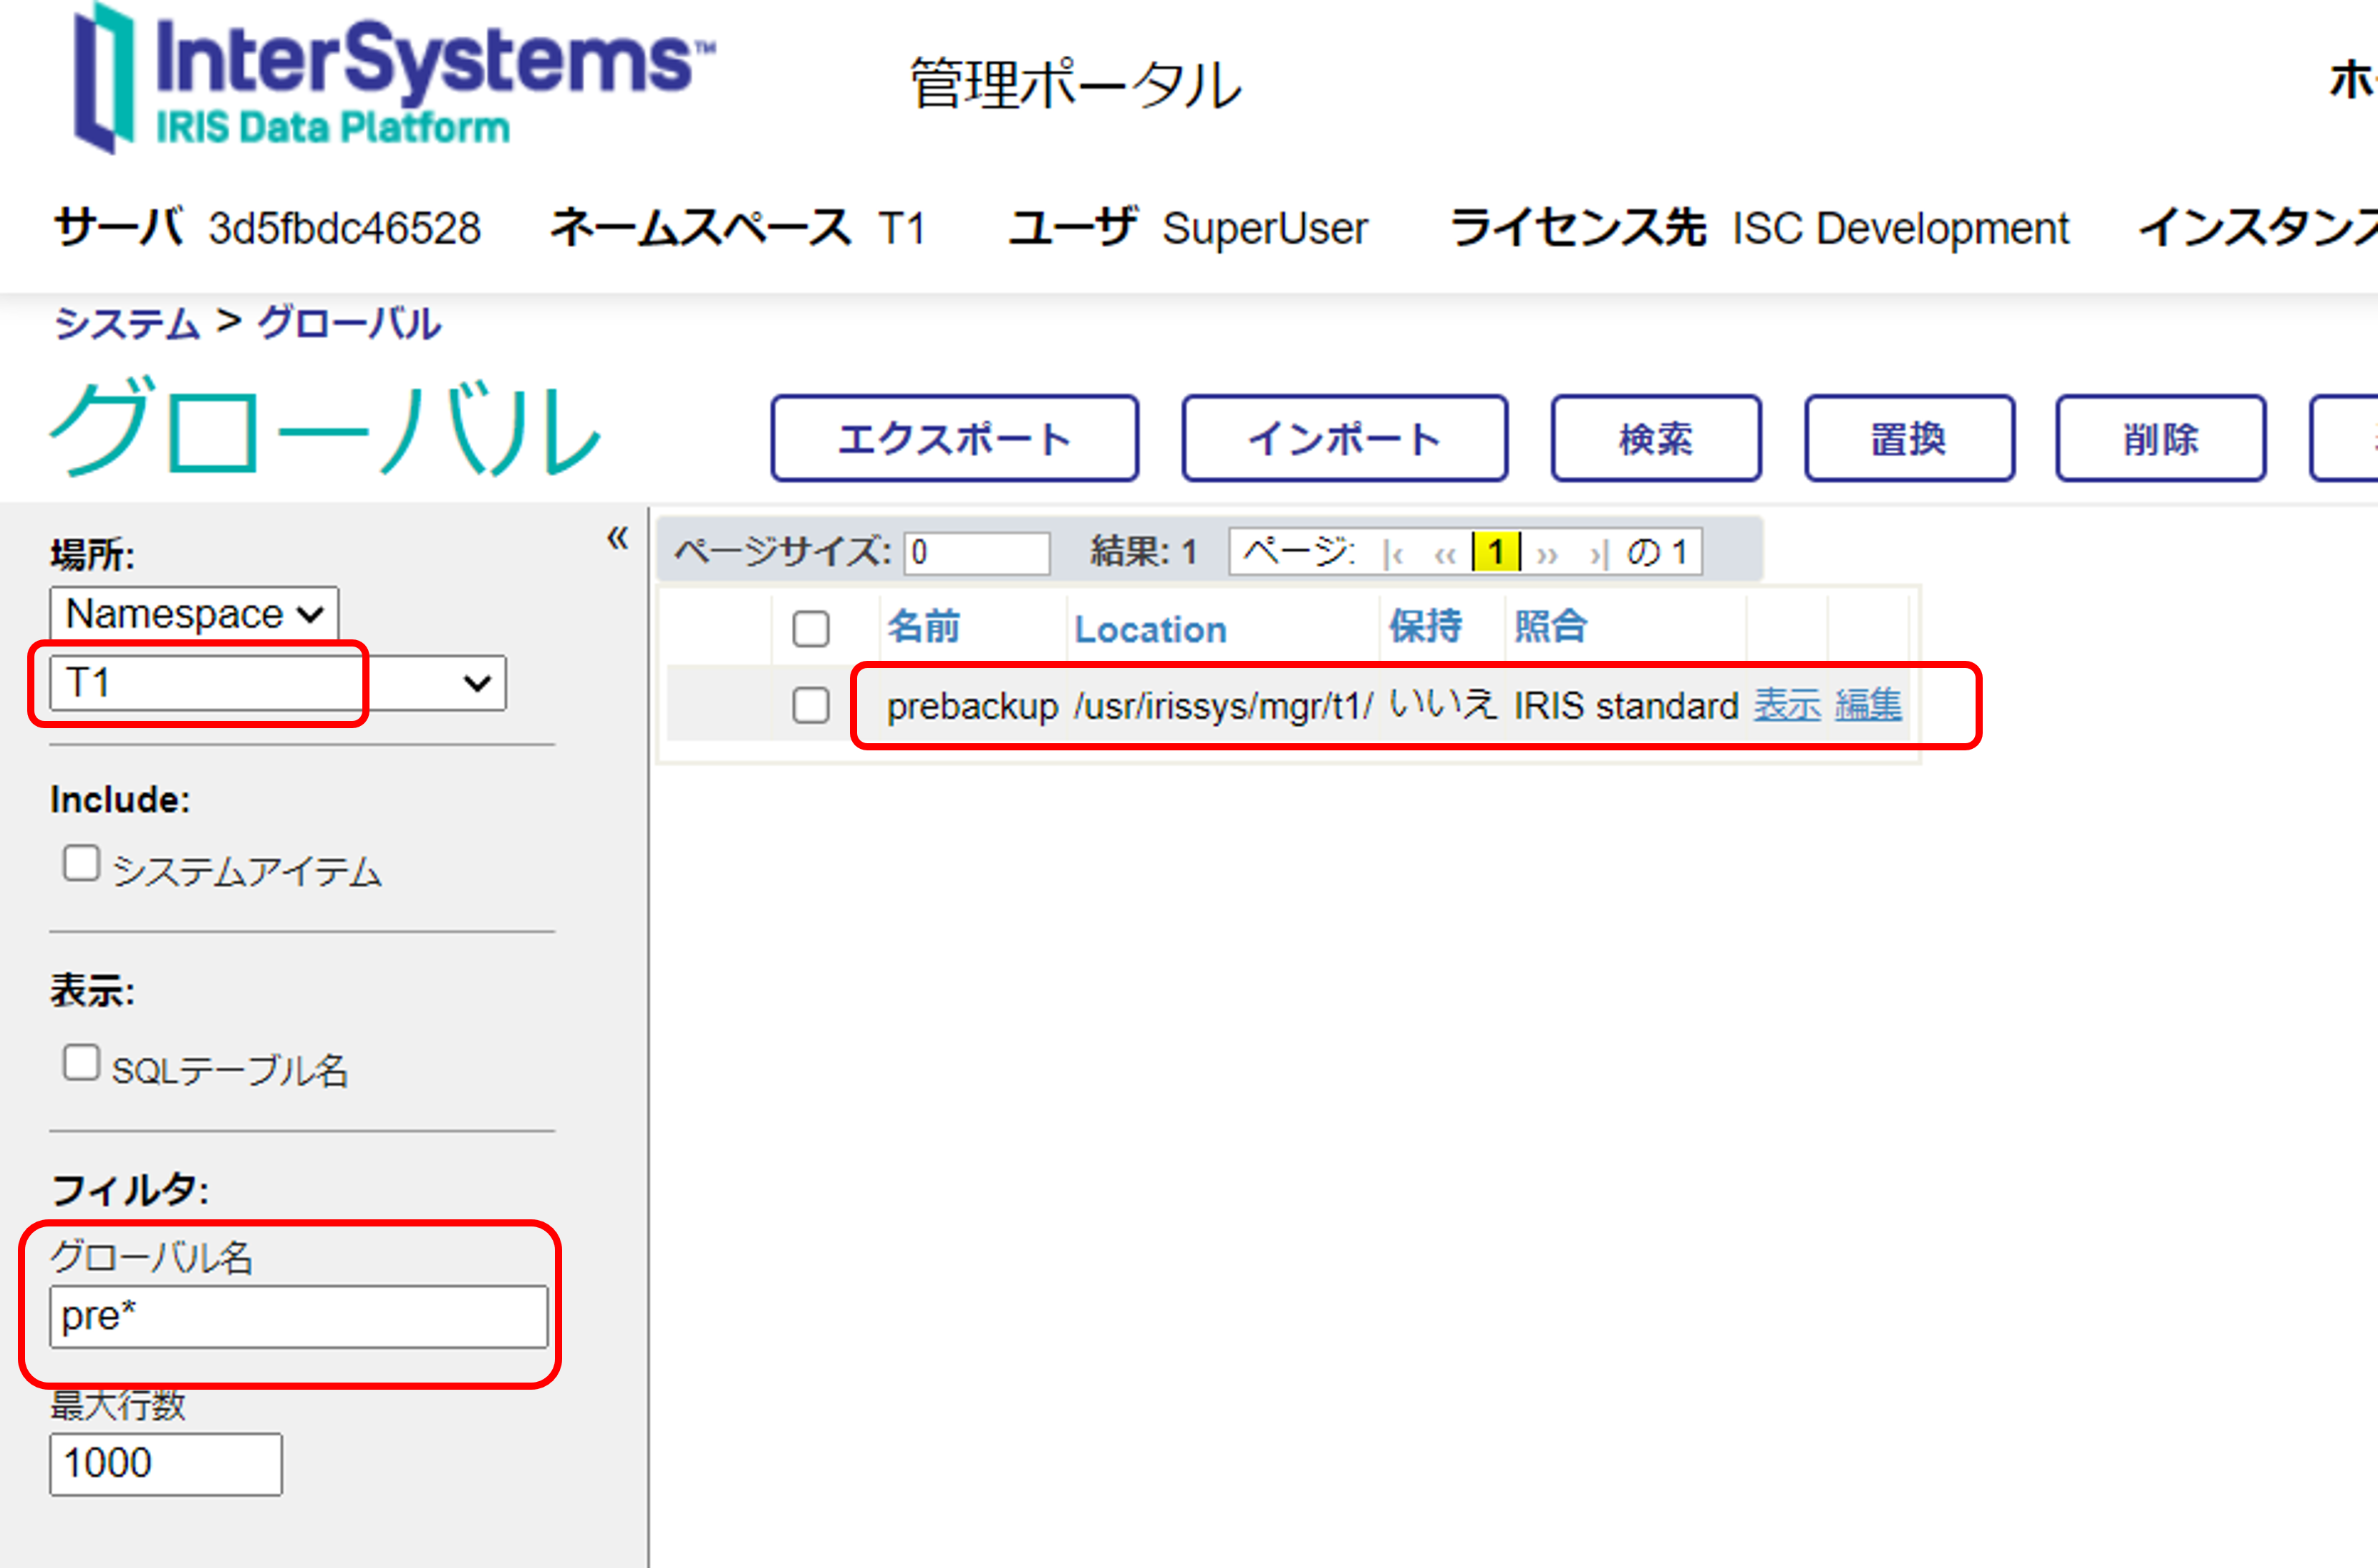 InterSystems™
IRIS Data Platform
管理ポータル
サーバ 3d5fbdc46528 ネームスペース T1 ユーザ SuperUser ライセンス先 ISC Development インスタンス
システム > グローバル
グローバル
エクスポート インポート 検索 置換 削除
場所:
«
Namespace
T1
Include:
システムアイテム
表示:
SQLテーブル名
フィルタ:
グローバル名
pre*
最大行数
1000
ページサイズ: 0 結果: 1 ページ: |‹ ‹‹ 1 ›› ›| の 1
名前 Location 保持 照合
prebackup /usr/irissys/mgr/t1/ いいえ IRIS standard 表示 編集